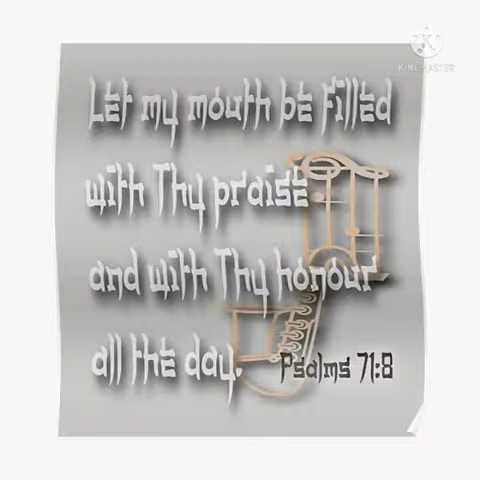 KINEMASTER
Let my mouth be filled
with Thy praise
and with Thy honour
all the day.
Psalms 71:8